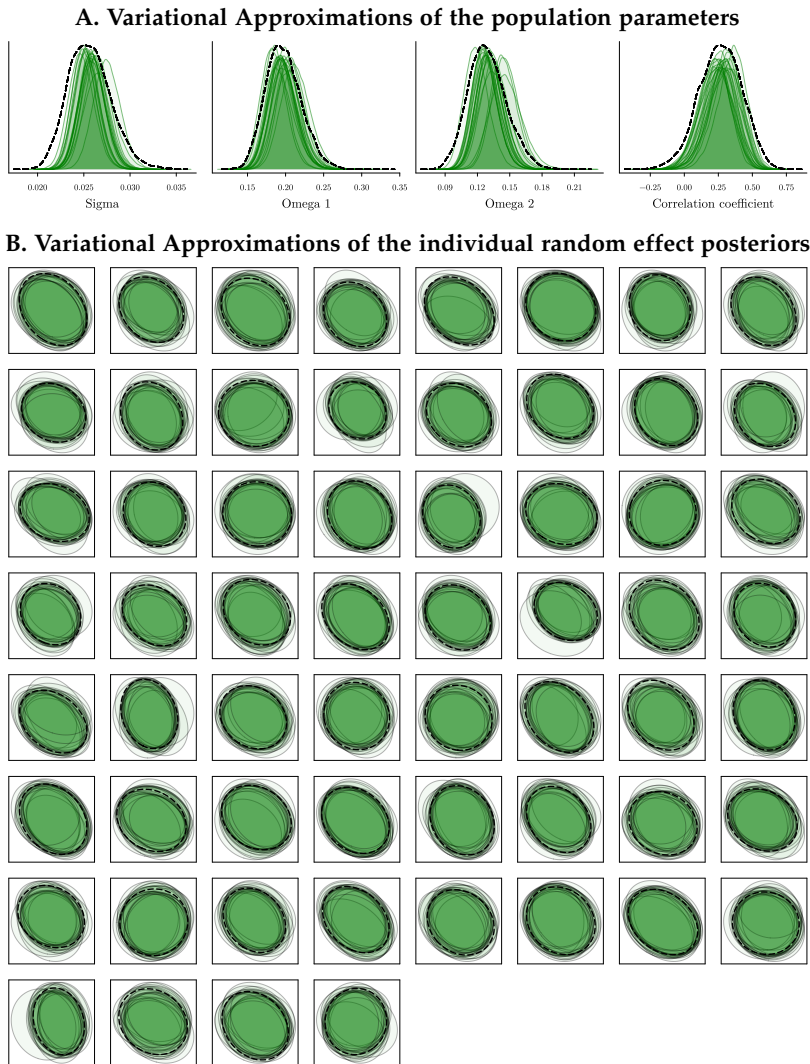 A. Variational Approximations of the population parameters
0.020 0.025 0.030 0.035
Sigma
0.15 0.20 0.25 0.30 0.35
Omega 1
0.09 0.12 0.15 0.18 0.21
Omega 2
−0.25 0.00 0.25 0.50 0.75
Correlation coefficient
B. Variational Approximations of the individual random effect posteriors